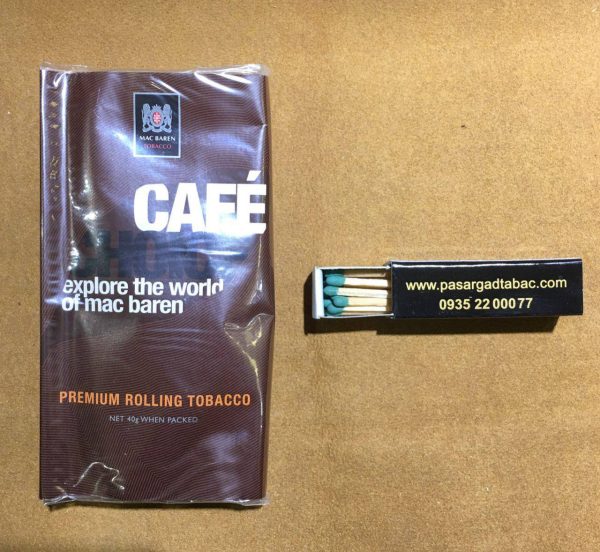 MAC BAREN
TOBACCO
CAFÉ
CHOICE
explore the world
of mac baren
PREMIUM ROLLING TOBACCO
NET 40g WHEN PACKED
www.pasargadtabac.com
0935 22 000 77